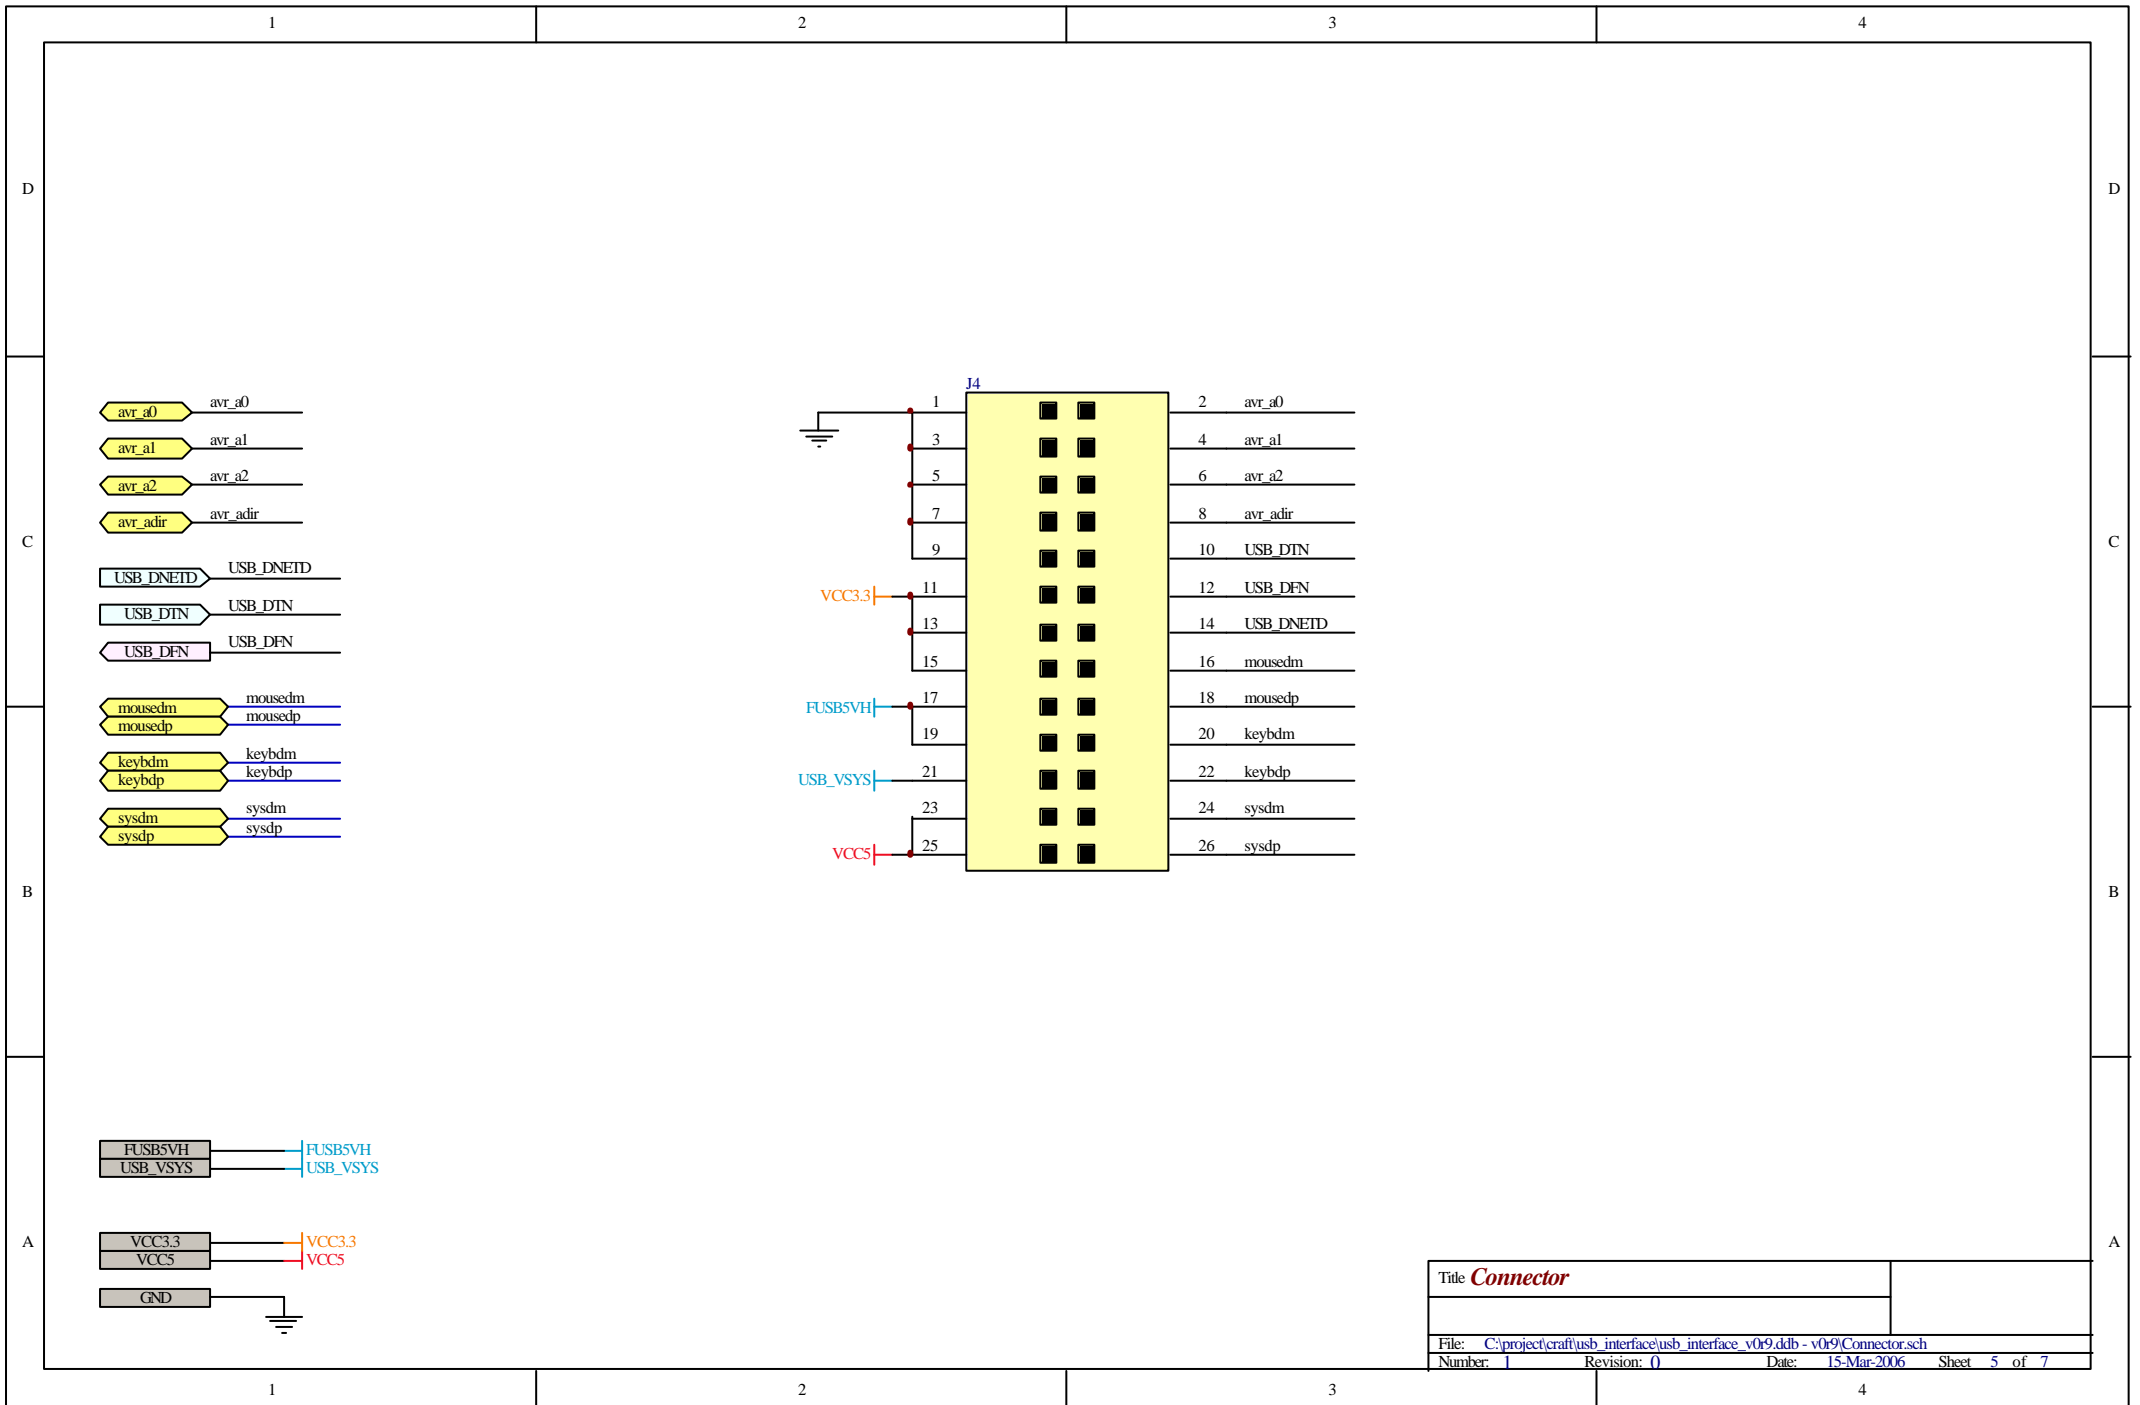 1 2 3 4
D D
J4
avr_a0 avr_a0 1 2 avr_a0
avr_a1 avr_a1 3 4 avr_a1
avr_a2 avr_a2 5 6 avr_a2
avr_adir avr_adir 7 8 avr_adir
C C
9 10 USB_DTN
USB_DNETD USB_DNETD
VCC3.3 11 12 USB_DFN
USB_DTN USB_DTN
13 14 USB_DNETD
USB_DFN USB_DFN
15 16 mousedm
mousedm mousedm FUSB5VH 17 18 mousedp
mousedp mousedp
19 20 keybdm
keybdm keybdm
keybdp keybdp USB_VSYS 21 22 keybdp
sysdm sysdm 23 24 sysdm
sysdp sysdp
VCC5 25 26 sysdp
B B
FUSB5VH FUSB5VH
USB_VSYS USB_VSYS
VCC3.3 VCC3.3
A A
VCC5 VCC5
GND
Title Connector
File: C:\project\craft\usb_interface\usb_interface_v0r9.ddb - v0r9\Connector.sch
Number: 1 Revision: 0 Date: 15-Mar-2006 Sheet 5 of 7
1 2 3 4